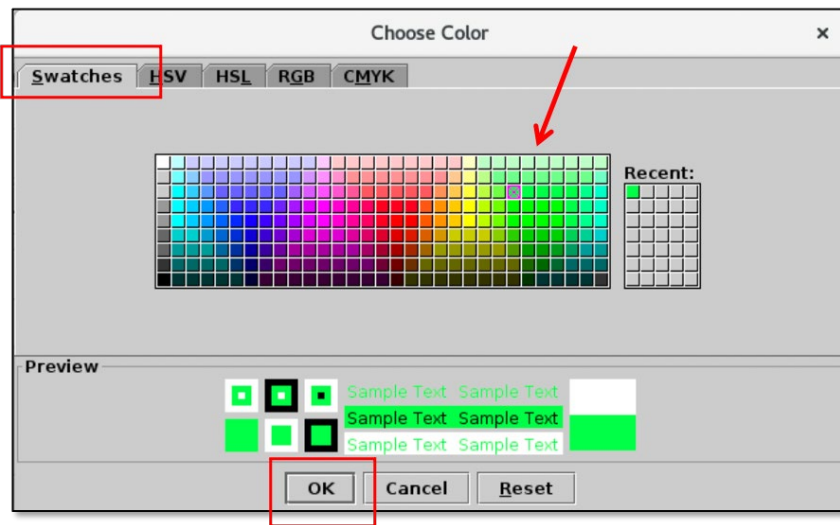 Choose Color ×
Swatches HSV HSL RGB CMYK
Recent:
Preview
Sample Text Sample Text
Sample Text Sample Text
Sample Text Sample Text
OK Cancel Reset